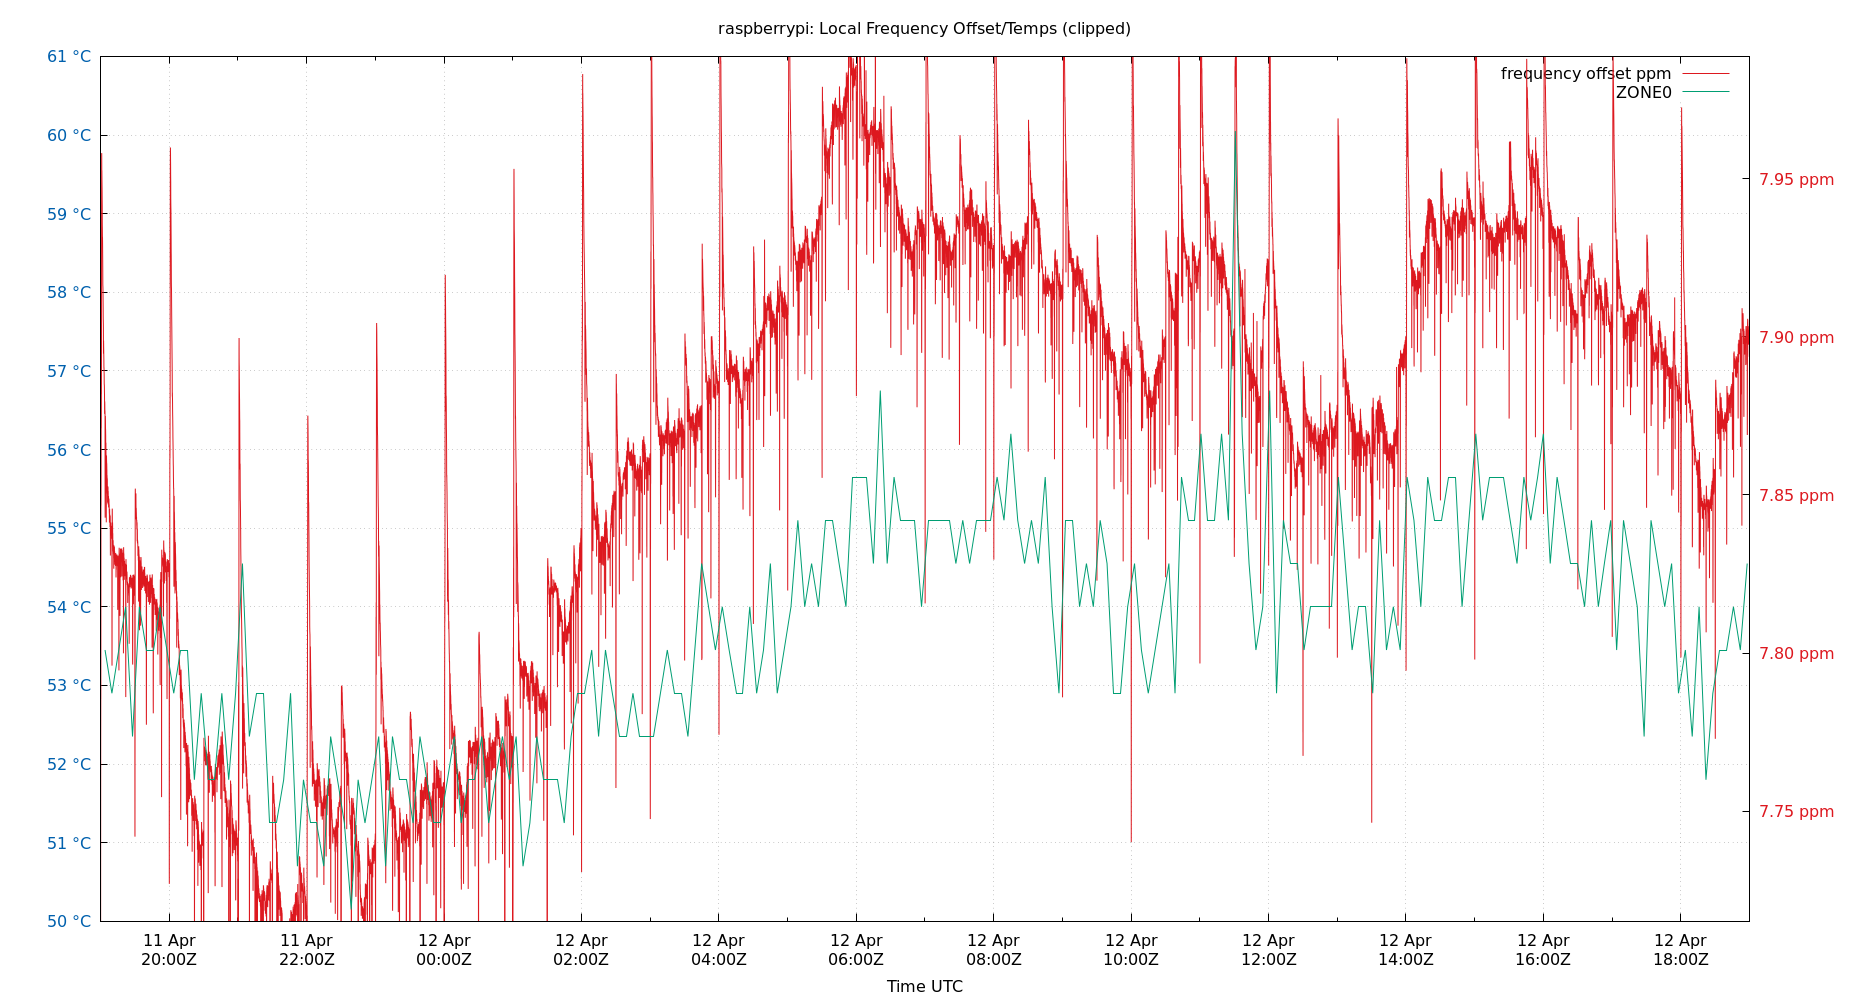 raspberrypi: Local Frequency Offset/Temps (clipped)
frequency offset ppm
ZONE0
61 °C
60 °C
59 °C
58 °C
57 °C
56 °C
55 °C
54 °C
53 °C
52 °C
51 °C
50 °C
7.95 ppm
7.90 ppm
7.85 ppm
7.80 ppm
7.75 ppm
11 Apr 11 Apr 12 Apr 12 Apr 12 Apr 12 Apr 12 Apr 12 Apr 12 Apr 12 Apr 12 Apr 12 Apr
20:00Z 22:00Z 00:00Z 02:00Z 04:00Z 06:00Z 08:00Z 10:00Z 12:00Z 14:00Z 16:00Z 18:00Z
Time UTC